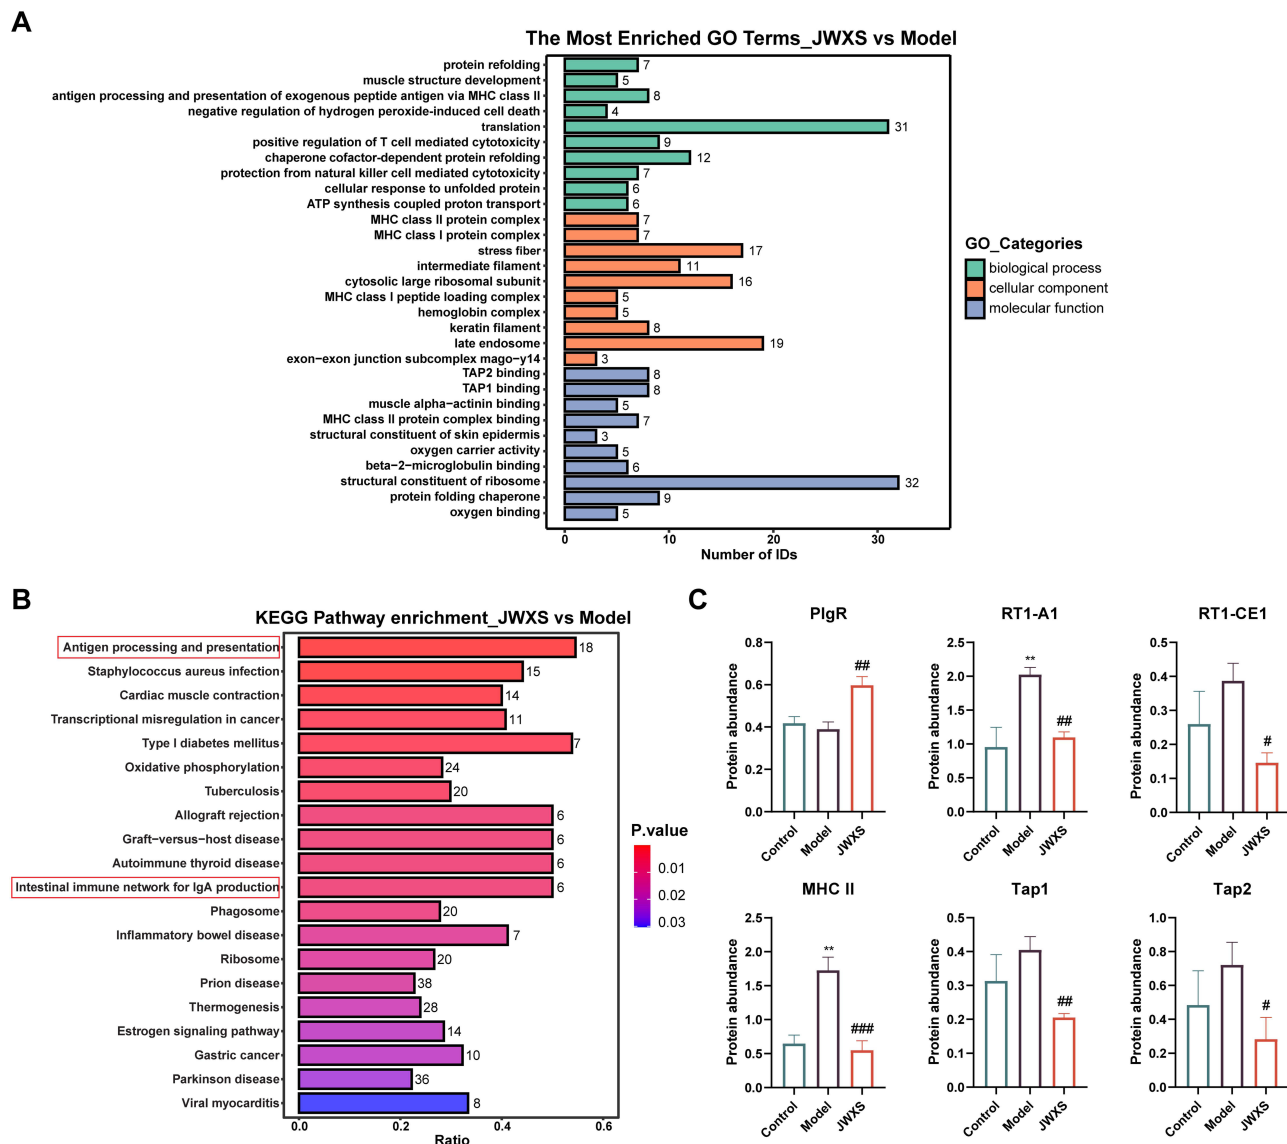 A
The Most Enriched GO Terms_JWXS vs Model
protein refolding 7
muscle structure development 5
antigen processing and presentation of exogenous peptide antigen via MHC class II 8
negative regulation of hydrogen peroxide-induced cell death 4
translation 31
positive regulation of T cell mediated cytotoxicity 9
chaperone cofactor-dependent protein refolding 12
protection from natural killer cell mediated cytotoxicity 7
cellular response to unfolded protein 6
ATP synthesis coupled proton transport 6
MHC class II protein complex 7
MHC class I protein complex 7
stress fiber 17
intermediate filament 11
cytosolic large ribosomal subunit 16
MHC class I peptide loading complex 5
hemoglobin complex 5
keratin filament 8
late endosome 19
exon-exon junction subcomplex mago-y14 3
TAP2 binding 8
TAP1 binding 8
muscle alpha-actinin binding 5
MHC class II protein complex binding 7
structural constituent of skin epidermis 3
oxygen carrier activity 5
beta-2-microglobulin binding 6
structural constituent of ribosome 32
protein folding chaperone 9
oxygen binding 5
0 10 20 30
Number of IDs
GO_Categories
biological process
cellular component
molecular function
B
KEGG Pathway enrichment_JWXS vs Model
Antigen processing and presentation 18
Staphylococcus aureus infection 15
Cardiac muscle contraction 14
Transcriptional misregulation in cancer 11
Type I diabetes mellitus 7
Oxidative phosphorylation 24
Tuberculosis 20
Allograft rejection 6
Graft-versus-host disease 6
Autoimmune thyroid disease 6
Intestinal immune network for IgA production 6
Phagosome 20
Inflammatory bowel disease 7
Ribosome 20
Prion disease 38
Thermogenesis 28
Estrogen signaling pathway 14
Gastric cancer 10
Parkinson disease 36
Viral myocarditis 8
0.0 0.2 0.4 0.6
Ratio
P.value
0.01
0.02
0.03
C
PIgR
Protein abundance
0.8
0.6
0.4
0.2
0.0
##
Control Model JWXS
RT1-A1
Protein abundance
2.5
2.0
1.5
1.0
0.5
0.0
**
##
Control Model JWXS
RT1-CE1
Protein abundance
0.5
0.4
0.3
0.2
0.1
0.0
#
Control Model JWXS
MHC II
Protein abundance
2.5
2.0
1.5
1.0
0.5
0.0
**
###
Control Model JWXS
Tap1
Protein abundance
0.5
0.4
0.3
0.2
0.1
0.0
##
Control Model JWXS
Tap2
Protein abundance
1.0
0.8
0.6
0.4
0.2
0.0
#
Control Model JWXS